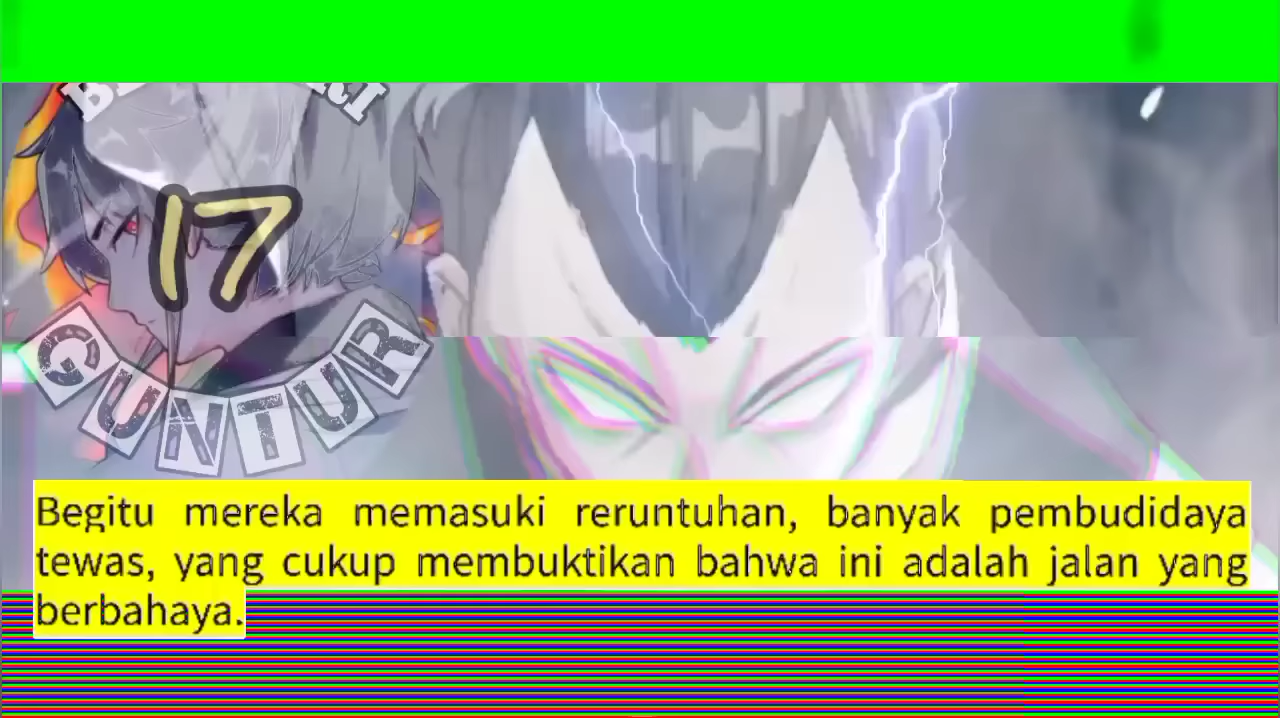 17
GUNTUR
Begitu mereka memasuki reruntuhan, banyak pembudidaya
tewas, yang cukup membuktikan bahwa ini adalah jalan yang
berbahaya.